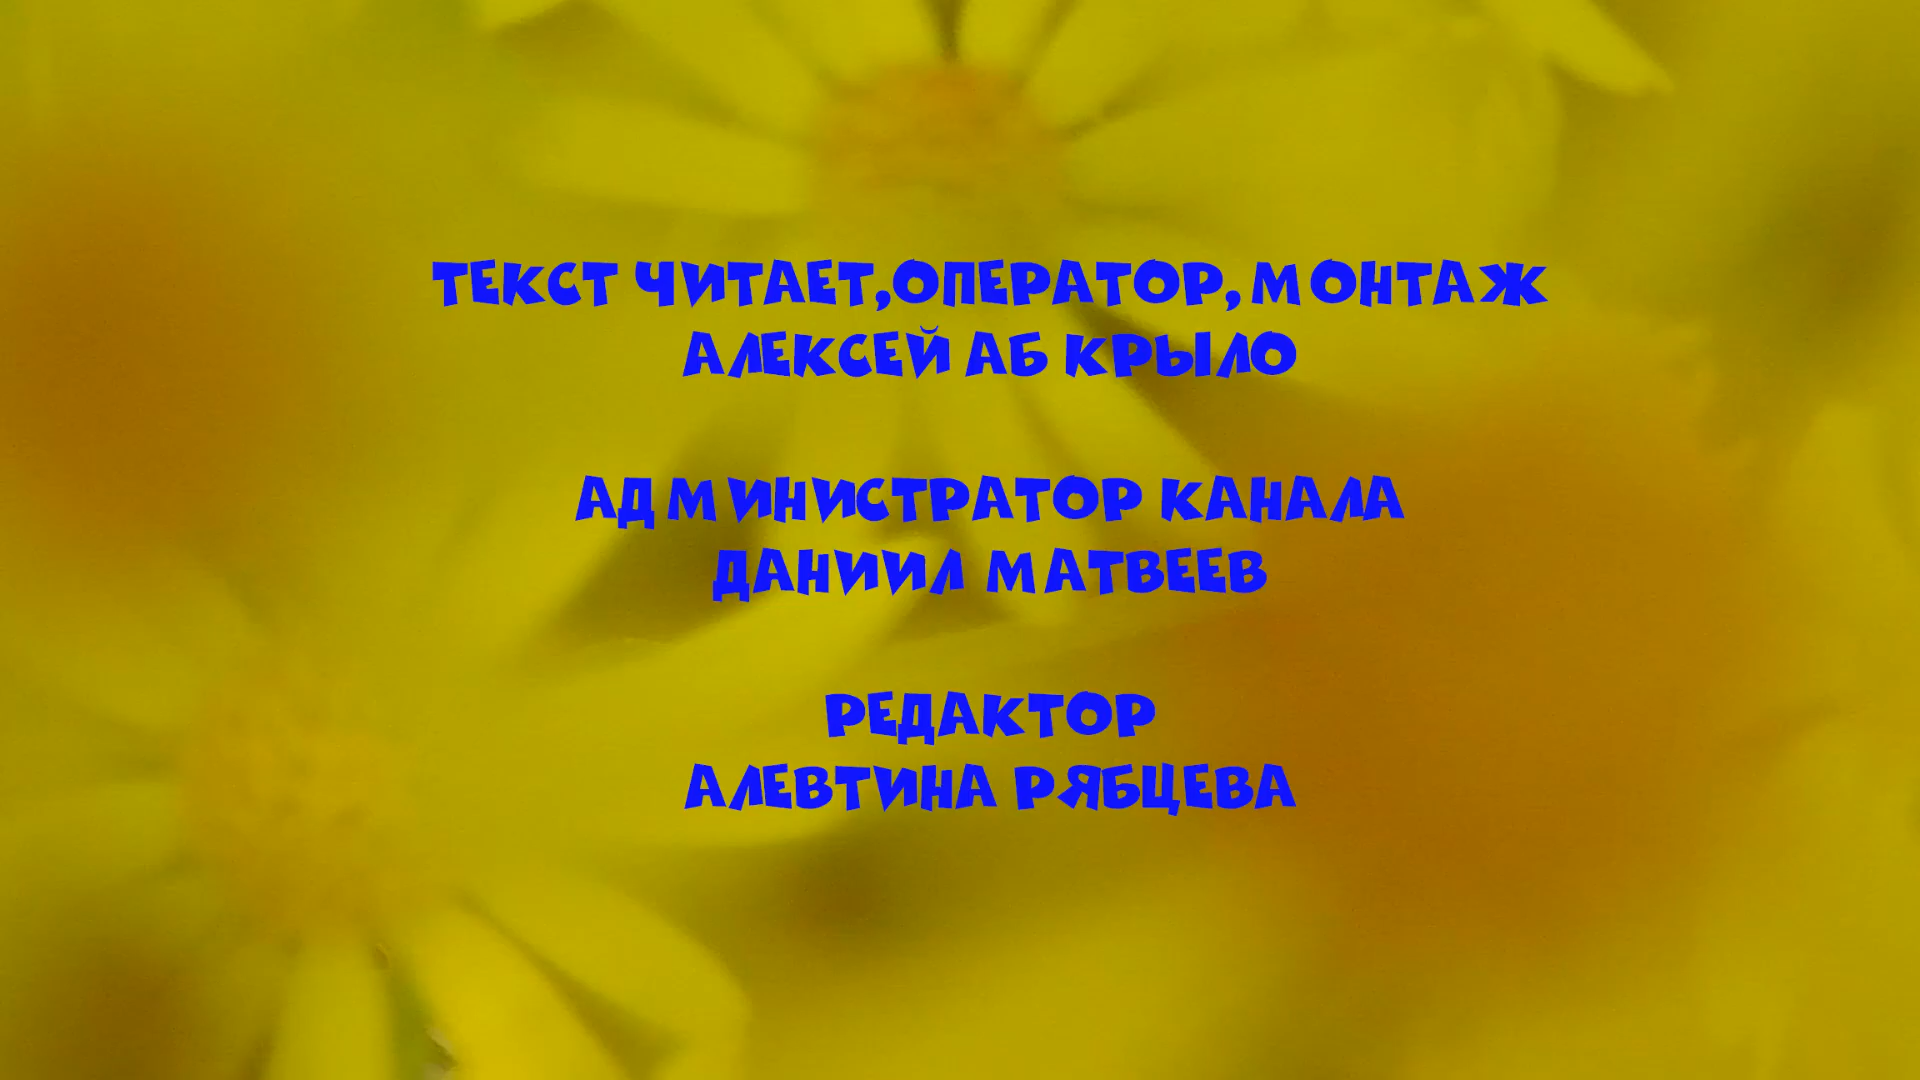 ТЕКСТ ЧИТАЕТ,ОПЕРАТОР,МОНТАЖ
АЛЕКСЕЙ АБ КРЫЛО
АДМИНИСТРАТОР КАНАЛА
ДАНИИЛ МАТВЕЕВ
РЕДАКТОР
АЛЕВТИНА РЯБЦЕВА